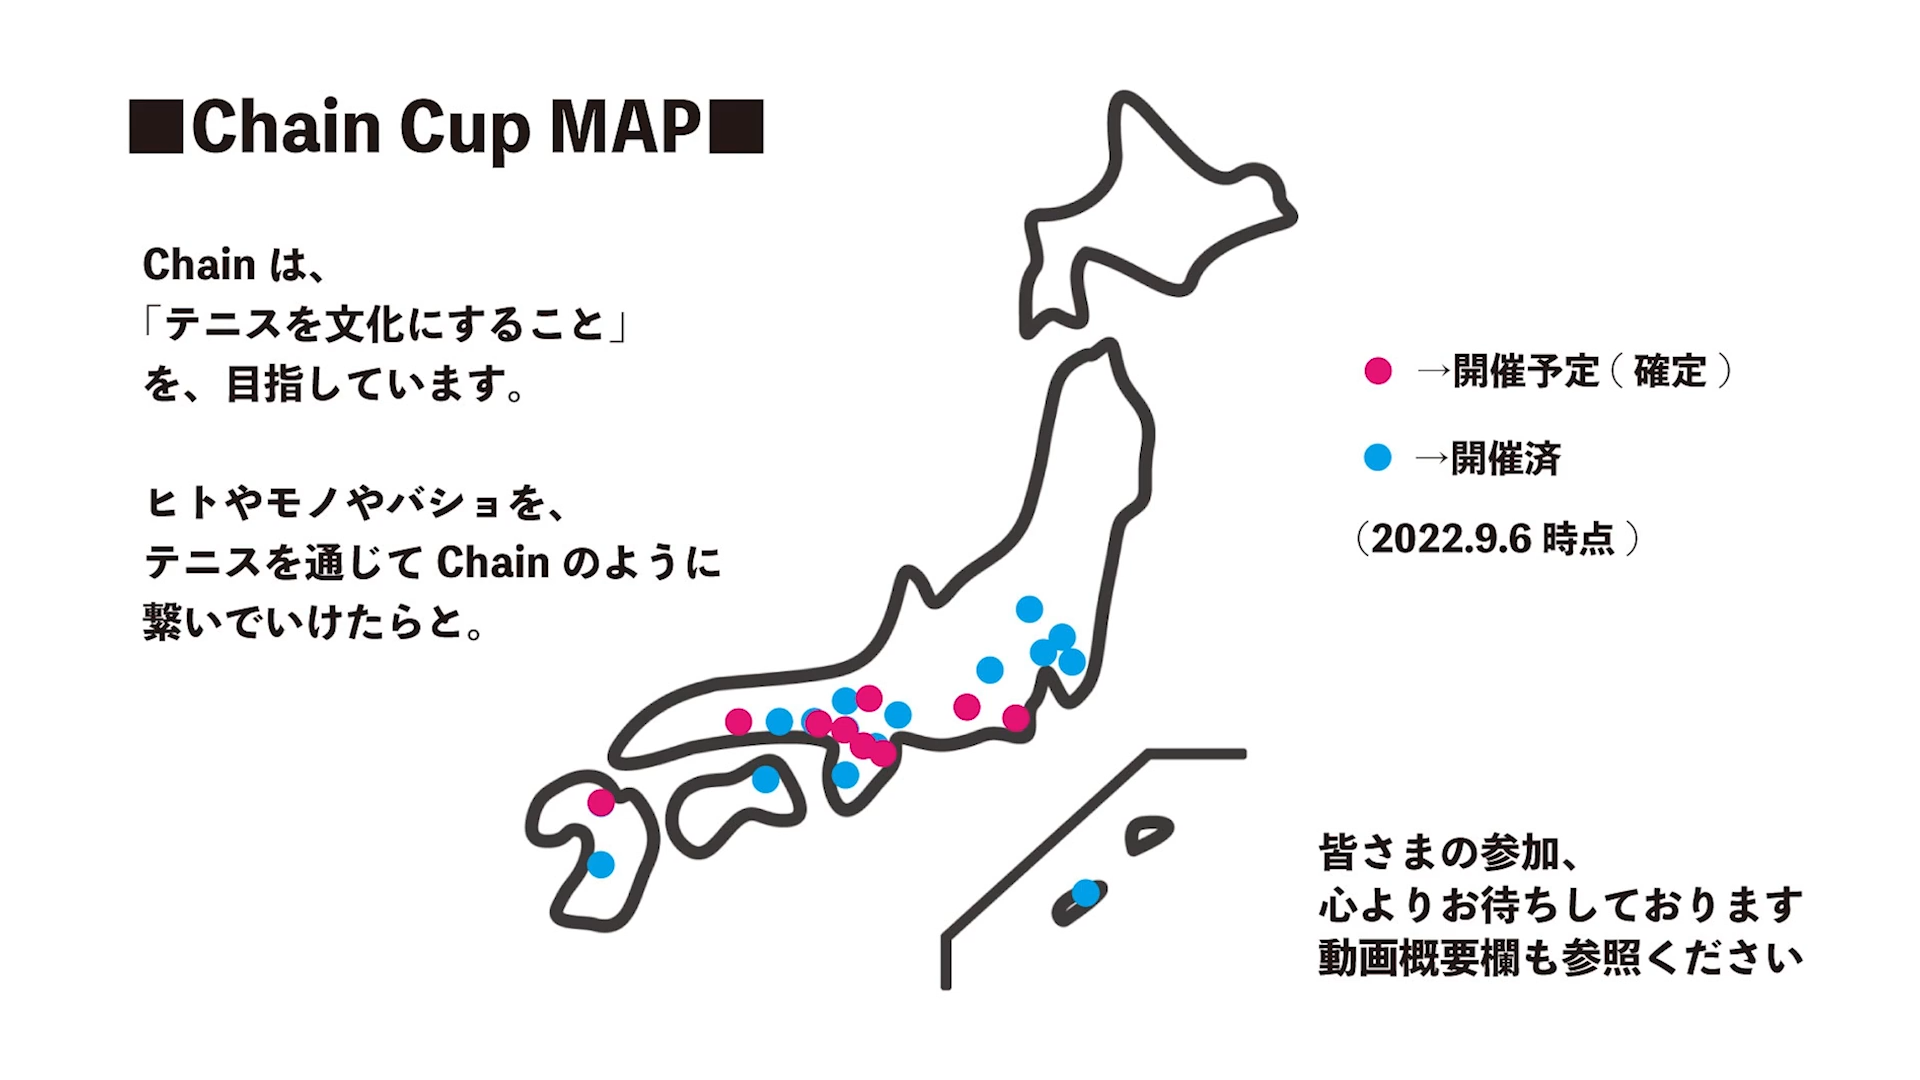 ■Chain Cup MAP■
Chain は、
「テニスを文化にすること」
を、目指しています。
ヒトやモノやバショを、
テニスを通じて Chain のように
繋いでいけたらと。
→開催予定（確定）
→開催済
（2022.9.6 時点）
皆さまの参加、
心よりお待ちしております
動画概要欄も参照ください